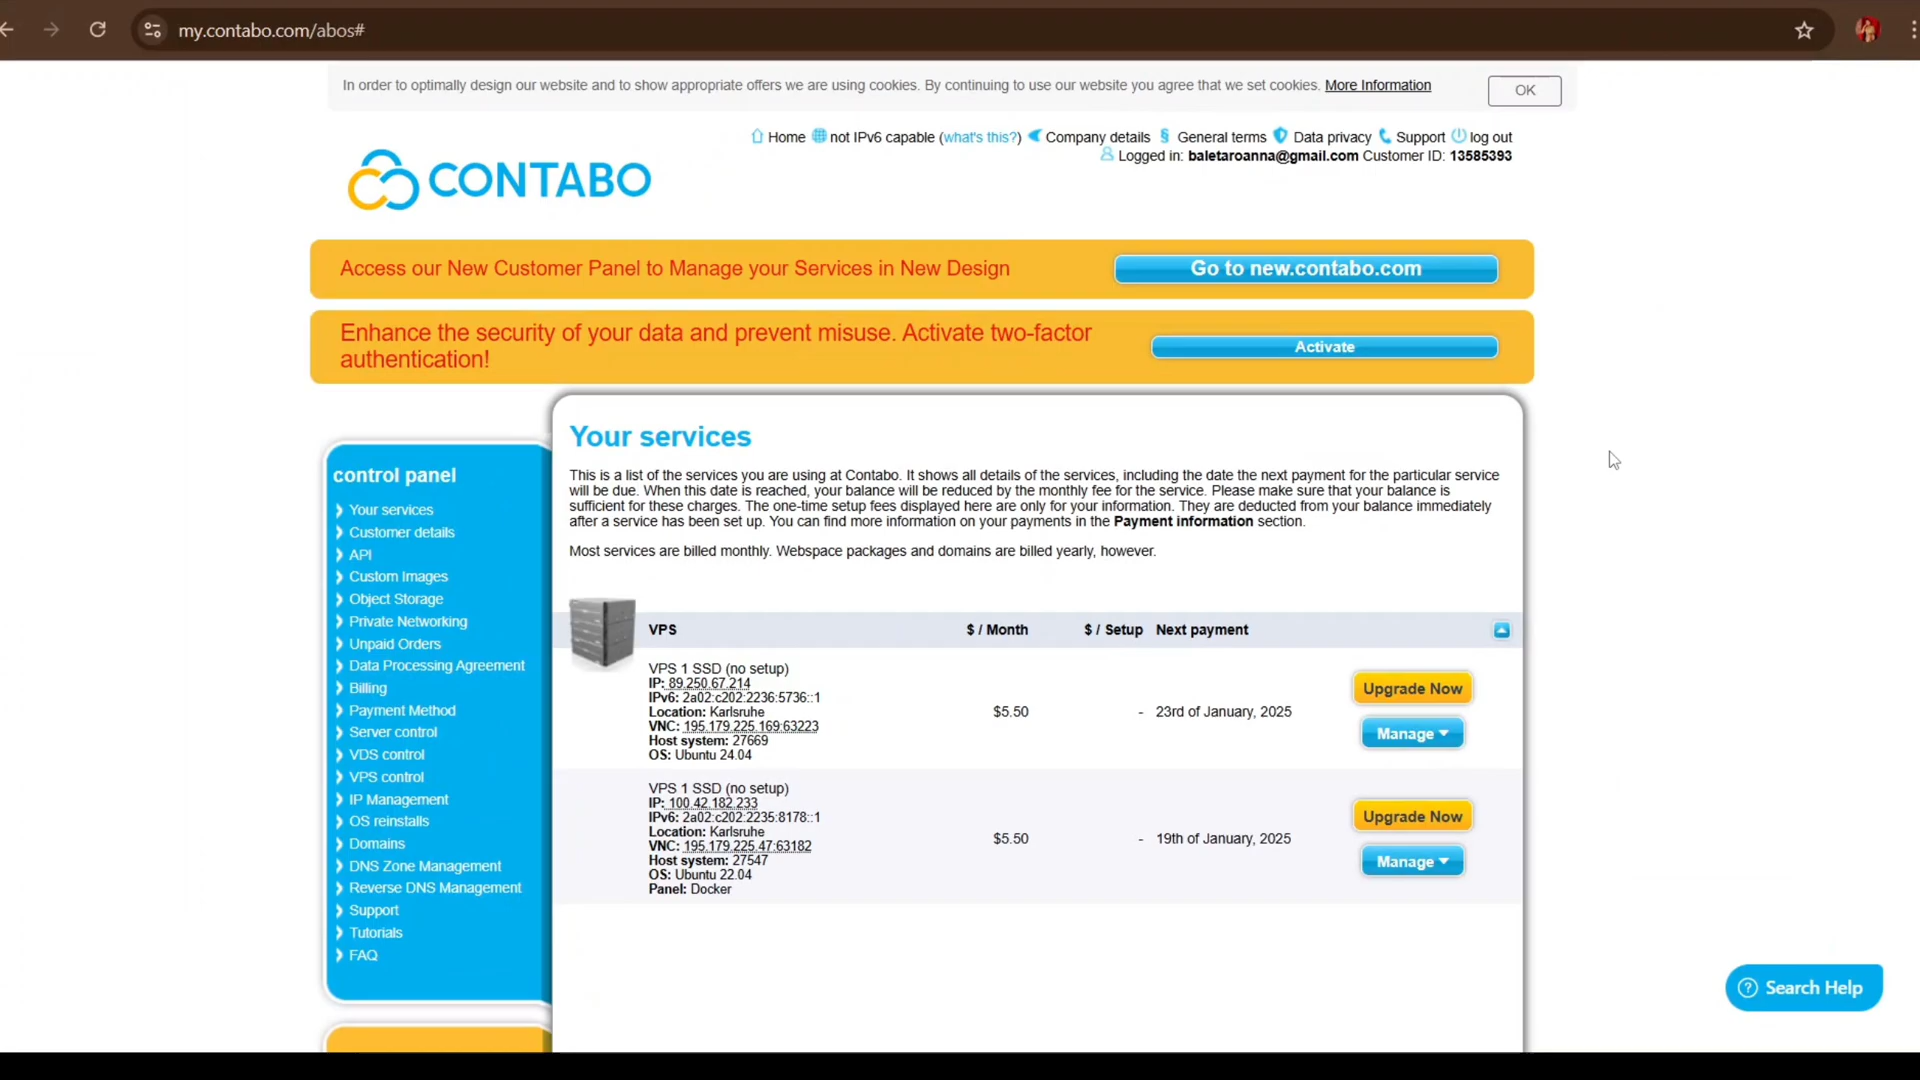 my.contabo.com/abos#
In order to optimally design our website and to show appropriate offers we are using cookies. By continuing to use our website you agree that we set cookies. More Information
OK
Home not IPv6 capable (what's this?) Company details § General terms Data privacy Support log out
Logged in: baletaroanna@gmail.com Customer ID: 13585393
CONTABO
Access our New Customer Panel to Manage your Services in New Design
Go to new.contabo.com
Enhance the security of your data and prevent misuse. Activate two-factor
authentication!
Activate
control panel
Your services
Customer details
API
Custom Images
Object Storage
Private Networking
Unpaid Orders
Data Processing Agreement
Billing
Payment Method
Server control
VDS control
VPS control
IP Management
OS reinstalls
Domains
DNS Zone Management
Reverse DNS Management
Support
Tutorials
FAQ
Your services
This is a list of the services you are using at Contabo. It shows all details of the services, including the date the next payment for the particular service
will be due. When this date is reached, your balance will be reduced by the monthly fee for the service. Please make sure that your balance is
sufficient for these charges. The one-time setup fees displayed here are only for your information. They are deducted from your balance immediately
after a service has been set up. You can find more information on your payments in the Payment information section.
Most services are billed monthly. Webspace packages and domains are billed yearly, however.
VPS $ / Month $ / Setup Next payment
VPS 1 SSD (no setup)
IP: 89.250.67.214
IPv6: 2a02:c202:2236:5736::1
Location: Karlsruhe
VNC: 195.179.225.169:63223
Host system: 27669
OS: Ubuntu 24.04
$5.50 - 23rd of January, 2025
Upgrade Now
Manage
VPS 1 SSD (no setup)
IP: 100.42.182.233
IPv6: 2a02:c202:2235:8178::1
Location: Karlsruhe
VNC: 195.179.225.47:63182
Host system: 27547
OS: Ubuntu 22.04
Panel: Docker
$5.50 - 19th of January, 2025
Upgrade Now
Manage
Search Help